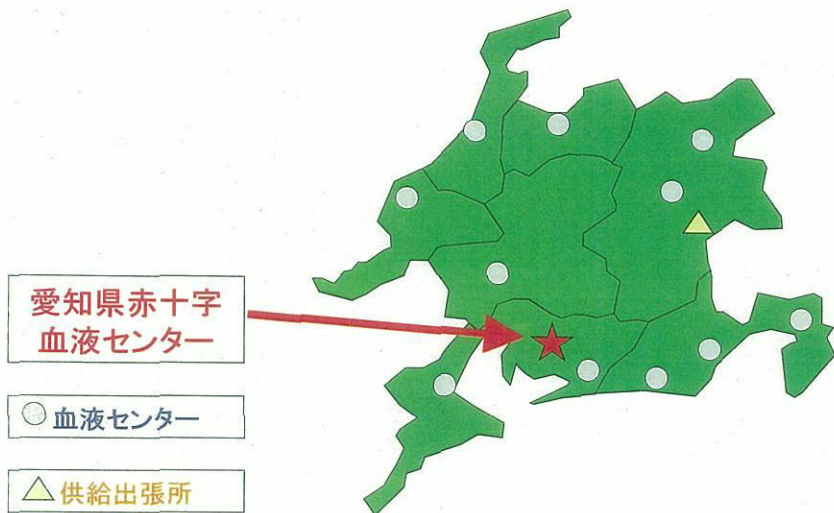 愛知県赤十字
血液センター
血液センター
供給出張所